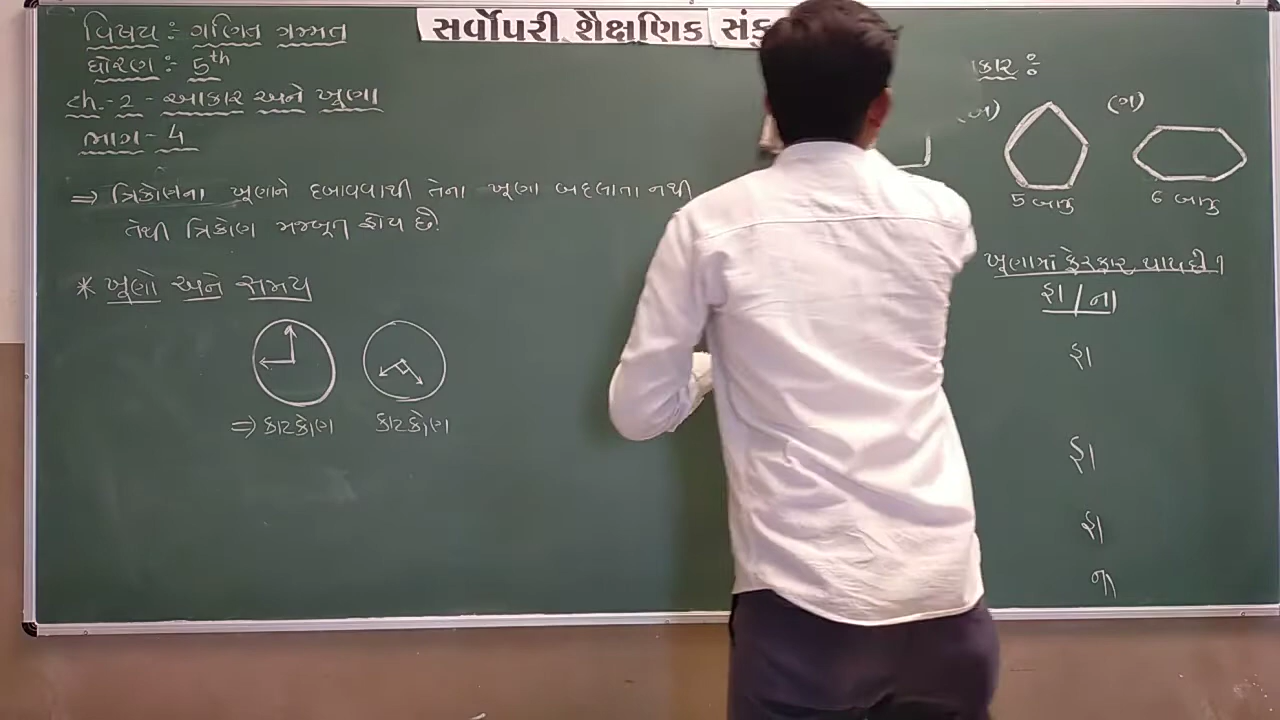 સર્વોપરી શૈક્ષણિક સંકુ
વિષય :- ગણિત ગમ્મત
ધોરણ :- 5th
ch.-2 - આકાર અને ખૂણા
ભાગ - 4
⇒ ત્રિકોણના ખૂણાને દબાવવાથી તેના ખૂણા બદલાતા નથી
તેથી ત્રિકોણ મજબૂત હોય છે.
* ખૂણો અને સમય
⇒ કાટકોણ કાટકોણ
કાર :
(બ) (ગ)
5 બાજુ 6 બાજુ
ખૂણામાં ફેરફાર થાય છે ?
હા / ના
હા
હા
હા
ના